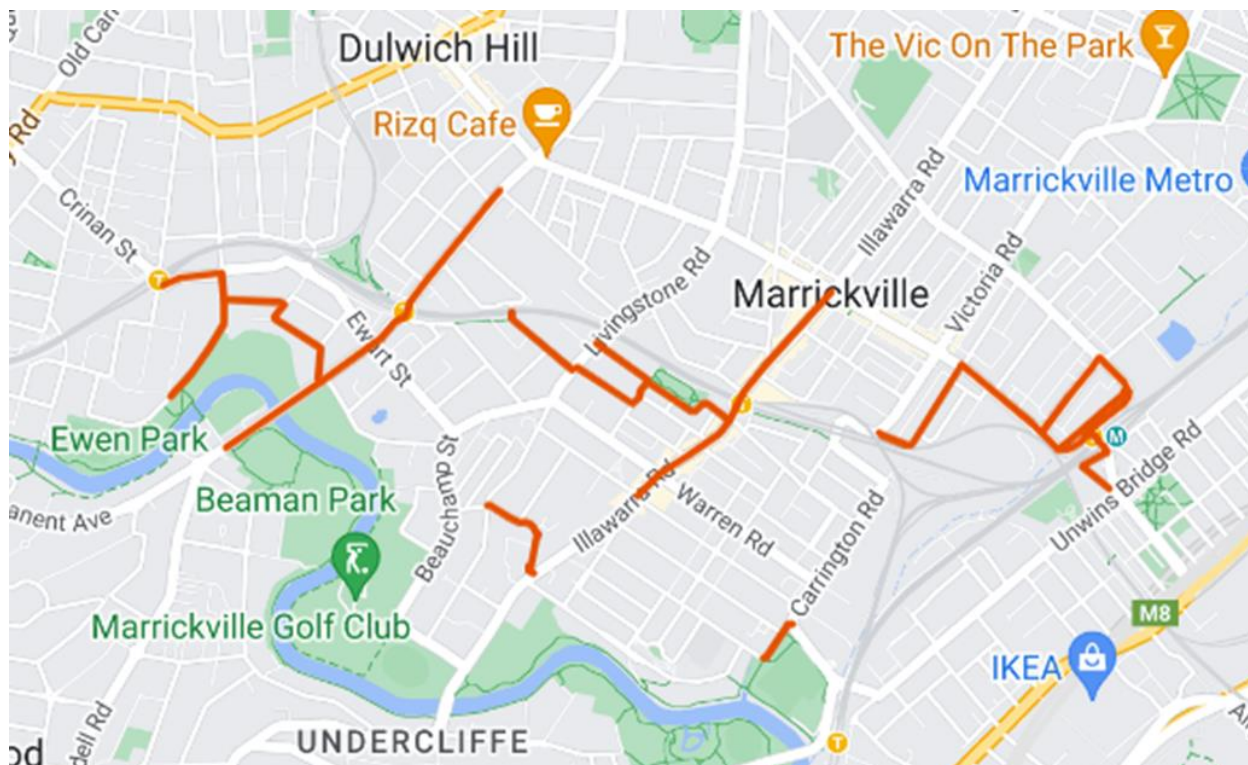 Old Can
Dulwich Hill
The Vic On The Park
Rizq Cafe
y Rd
Illawarra Rd
Marrickville Metro
Crinan St
Livingstone Rd
Victoria Rd
Marrickville
T
Ewart St
Ewen Park
M
Beauchamp St
Unwins Bridge Rd
Beaman Park
anent Ave
Illawarra Rd
Warren Rd
Carrington Rd
M8
Marrickville Golf Club
IKEA
UNDERCLIFFE
dell Rd
T
od